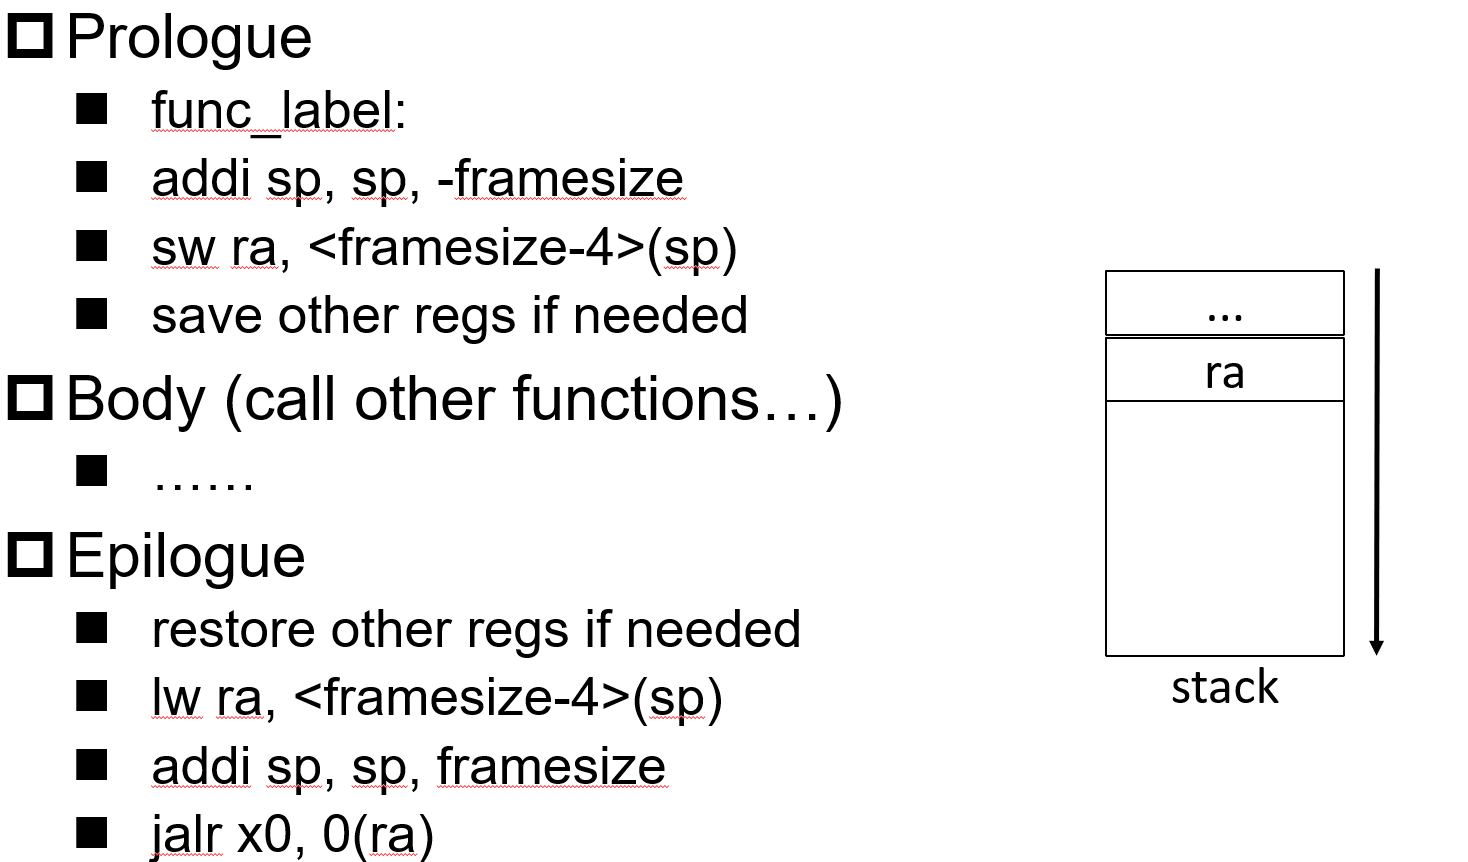 Prologue
func_label:
addi sp, sp, -framesize
sw ra, <framesize-4>(sp)
save other regs if needed
Body (call other functions…)
……
Epilogue
restore other regs if needed
lw ra, <framesize-4>(sp)
addi sp, sp, framesize
jalr x0, 0(ra)
...
ra
stack